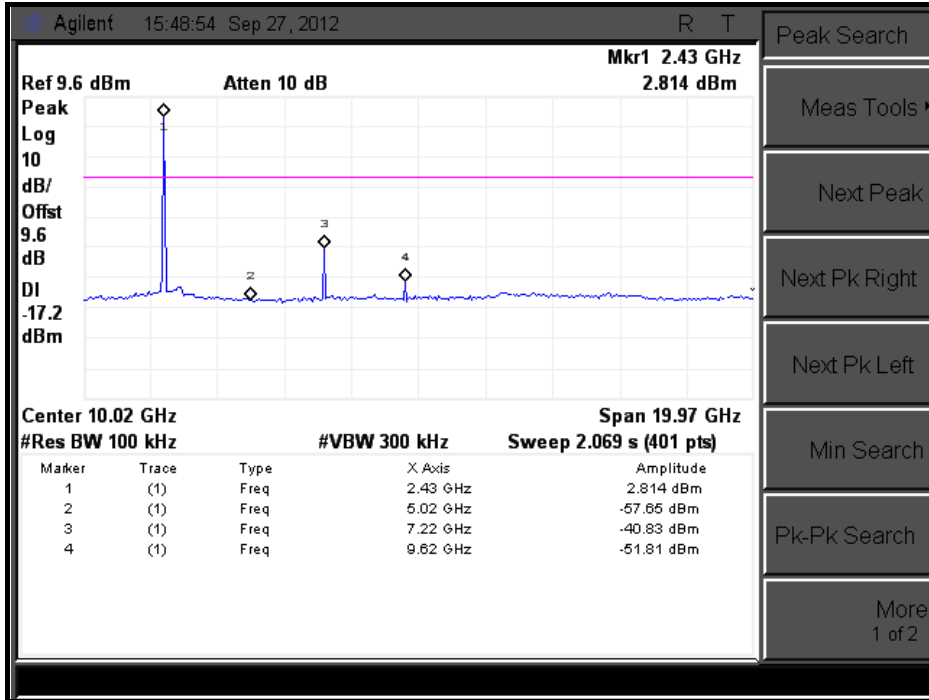 Agilent 15:48:54 Sep 27, 2012 R T
Mkr1 2.43 GHz
Ref 9.6 dBm Atten 10 dB 2.814 dBm
Peak
Log
10
dB/
Offst
9.6
dB
DI
-17.2
dBm
1
2
3
4
Center 10.02 GHz Span 19.97 GHz
#Res BW 100 kHz #VBW 300 kHz Sweep 2.069 s (401 pts)
Marker Trace Type X Axis Amplitude
1 (1) Freq 2.43 GHz 2.814 dBm
2 (1) Freq 5.02 GHz -57.65 dBm
3 (1) Freq 7.22 GHz -40.83 dBm
4 (1) Freq 9.62 GHz -51.81 dBm
Peak Search
Meas Tools
Next Peak
Next Pk Right
Next Pk Left
Min Search
Pk-Pk Search
More
1 of 2